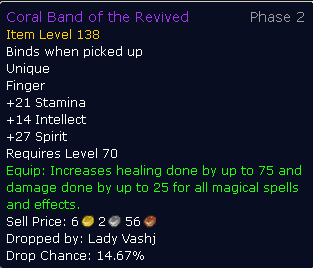 Coral Band of the Revived Phase 2
Item Level 138
Binds when picked up
Unique
Finger
+21 Stamina
+14 Intellect
+27 Spirit
Requires Level 70
Equip: Increases healing done by up to 75 and
damage done by up to 25 for all magical spells
and effects.
Sell Price: 6 2 56
Dropped by: Lady Vashj
Drop Chance: 14.67%